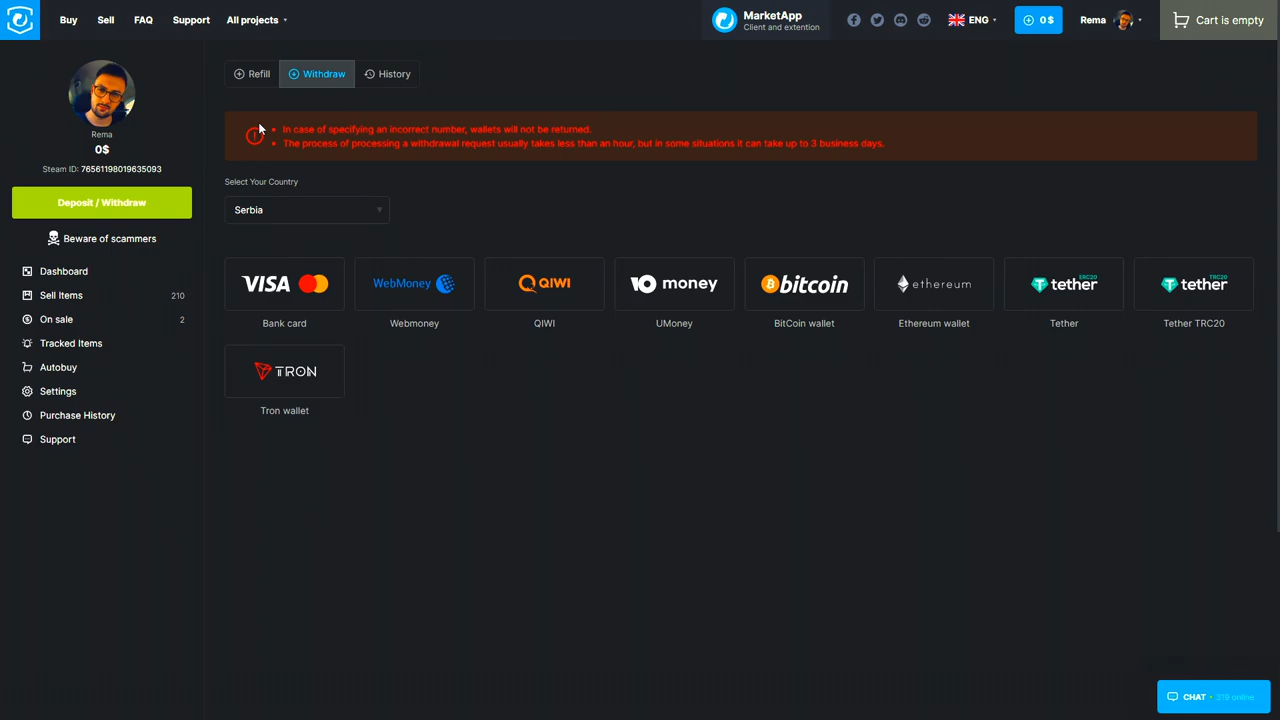 Buy Sell FAQ Support All projects
MarketApp
Client and extention
ENG
0$
Rema
Cart is empty
Rema
0$
Steam ID: 76561198019635093
Deposit / Withdraw
Beware of scammers
Dashboard
Sell Items 210
On sale 2
Tracked Items
Autobuy
Settings
Purchase History
Support
Refill Withdraw History
In case of specifying an incorrect number, wallets will not be returned.
The process of processing a withdrawal request usually takes less than an hour, but in some situations it can take up to 3 business days.
Select Your Country
Serbia
VISA
Bank card
WebMoney
Webmoney
QIWI
QIWI
money
UMoney
bitcoin
BitCoin wallet
ethereum
Ethereum wallet
ERC20
tether
Tether
TRC20
tether
Tether TRC20
TRON
Tron wallet
CHAT 319 online